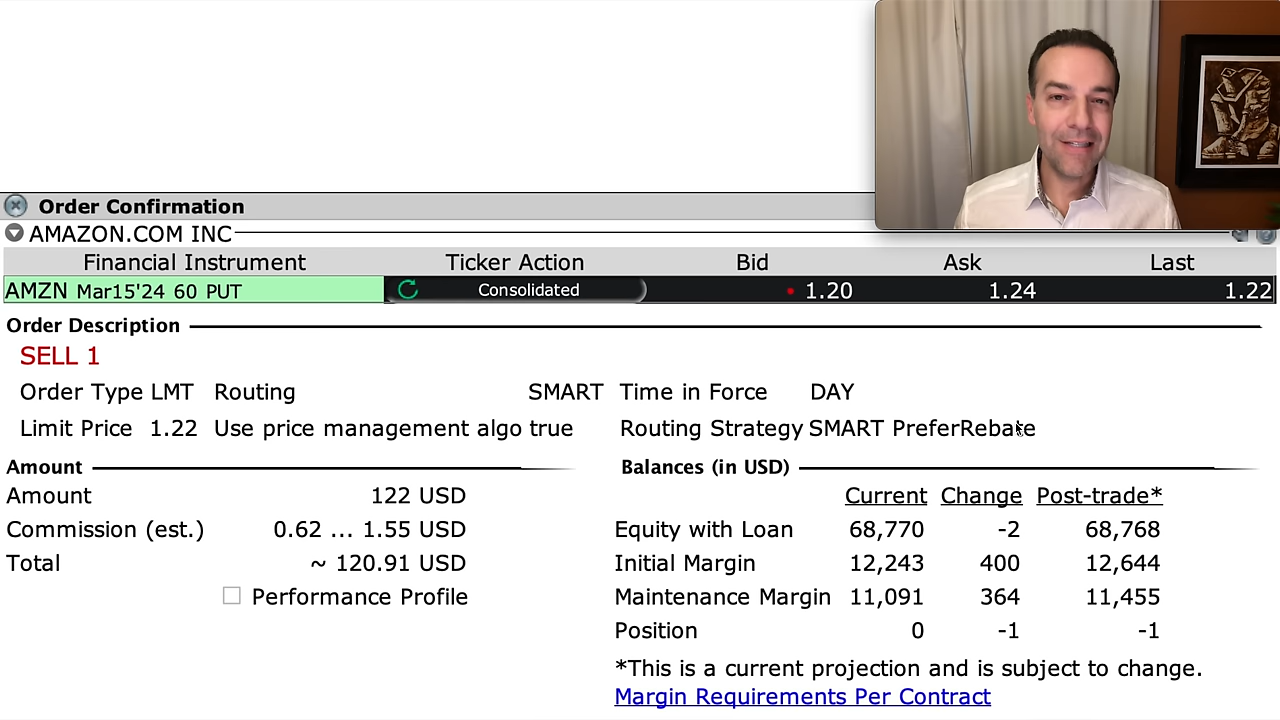 Order Confirmation
AMAZON.COM INC
Financial Instrument Ticker Action Bid Ask Last
AMZN Mar15'24 60 PUT Consolidated 1.20 1.24 1.22
Order Description
SELL 1
Order Type LMT Routing SMART Time in Force DAY
Limit Price 1.22 Use price management algo true Routing Strategy SMART PreferRebate
Amount Balances (in USD)
Amount 122 USD Current Change Post-trade*
Commission (est.) 0.62 ... 1.55 USD Equity with Loan 68,770 -2 68,768
Total ~ 120.91 USD Initial Margin 12,243 400 12,644
Performance Profile Maintenance Margin 11,091 364 11,455
Position 0 -1 -1
*This is a current projection and is subject to change.
Margin Requirements Per Contract